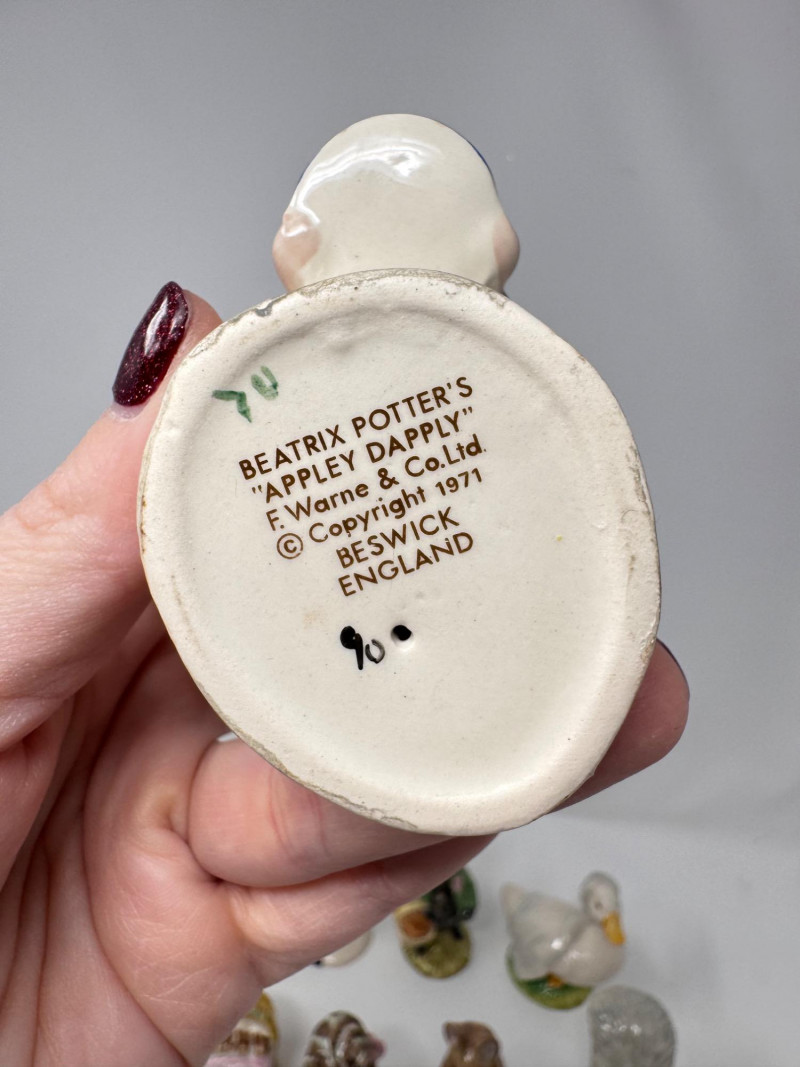 BEATRIX POTTER'S
"APPLEY DAPPLY"
F. Warne & Co.Ltd.
© Copyright 1971
BESWICK
ENGLAND